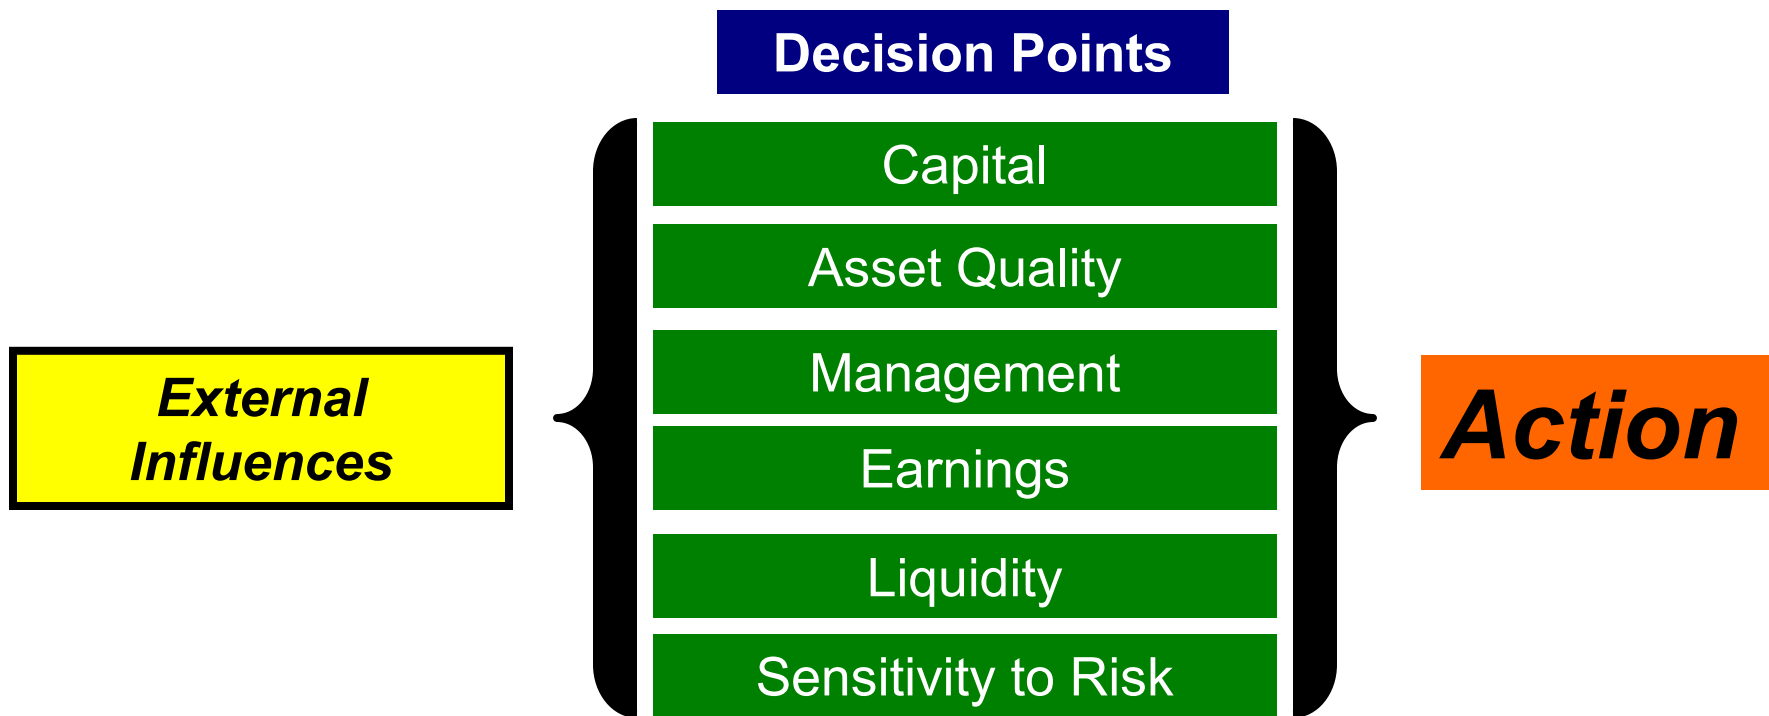 Decision Points
Capital
Asset Quality
Management
Earnings
Liquidity
Sensitivity to Risk
External
Influences
Action